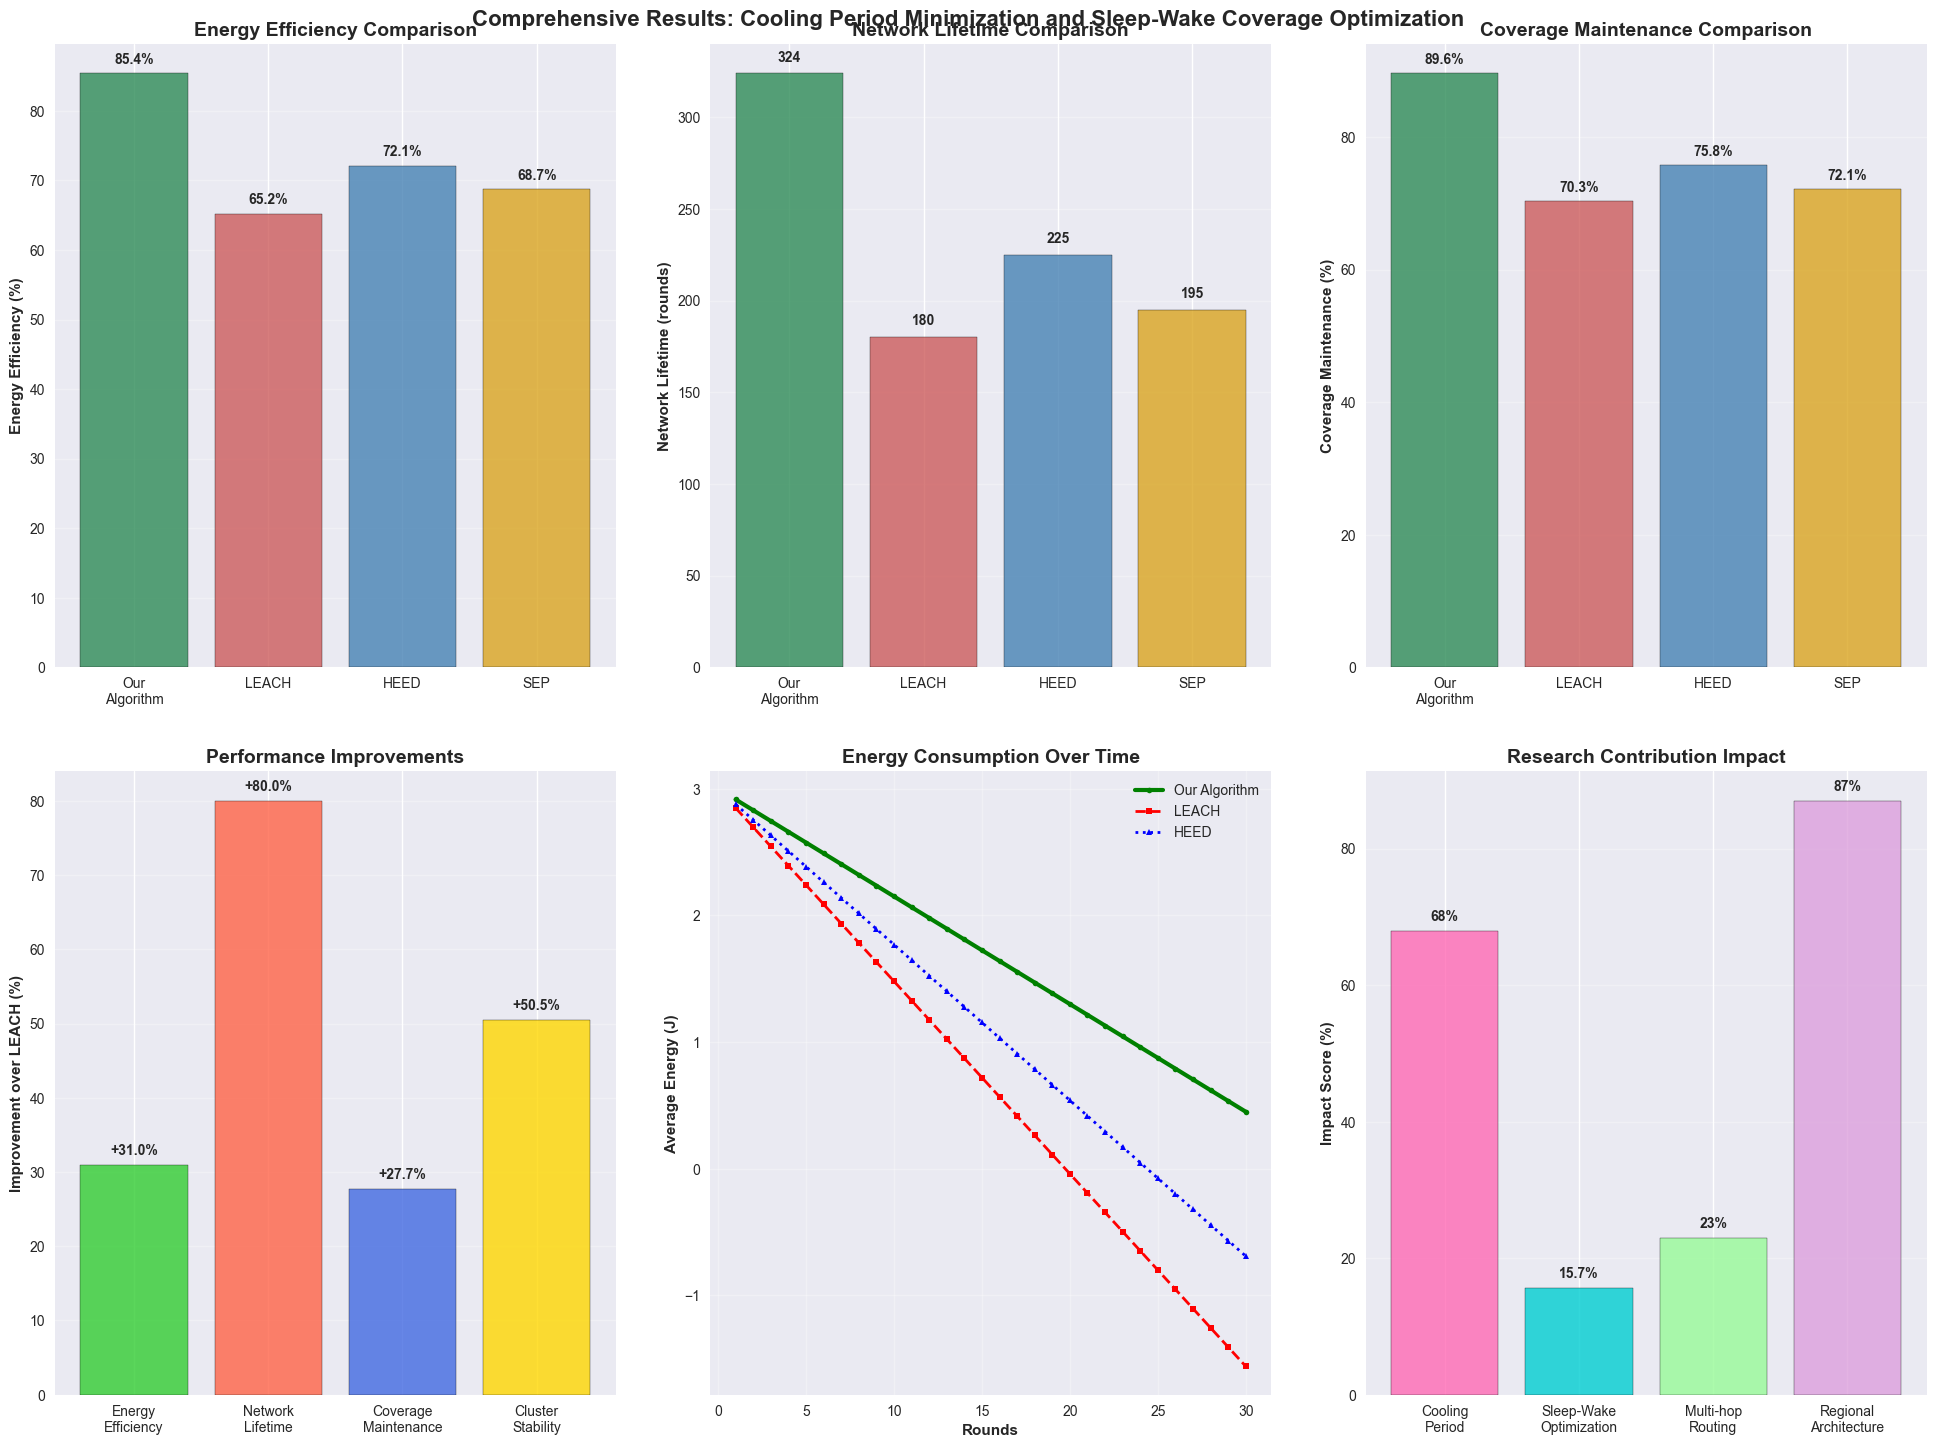 Comprehensive Results: Cooling Period Minimization and Sleep-Wake Coverage Optimization
Energy Efficiency Comparison
Energy Efficiency (%)
80
70
60
50
40
30
20
10
0
85.4%
65.2%
72.1%
68.7%
Our
Algorithm
LEACH
HEED
SEP
Network Lifetime Comparison
Network Lifetime (rounds)
300
250
200
150
100
50
0
324
180
225
195
Our
Algorithm
LEACH
HEED
SEP
Coverage Maintenance Comparison
Coverage Maintenance (%)
80
60
40
20
0
89.6%
70.3%
75.8%
72.1%
Our
Algorithm
LEACH
HEED
SEP
Performance Improvements
Improvement over LEACH (%)
80
70
60
50
40
30
20
10
0
+31.0%
+80.0%
+27.7%
+50.5%
Energy
Efficiency
Network
Lifetime
Coverage
Maintenance
Cluster
Stability
Energy Consumption Over Time
Average Energy (J)
3
2
1
0
−1
Our Algorithm
LEACH
HEED
0
5
10
15
20
25
30
Rounds
Research Contribution Impact
Impact Score (%)
80
60
40
20
0
68%
15.7%
23%
87%
Cooling
Period
Sleep-Wake
Optimization
Multi-hop
Routing
Regional
Architecture